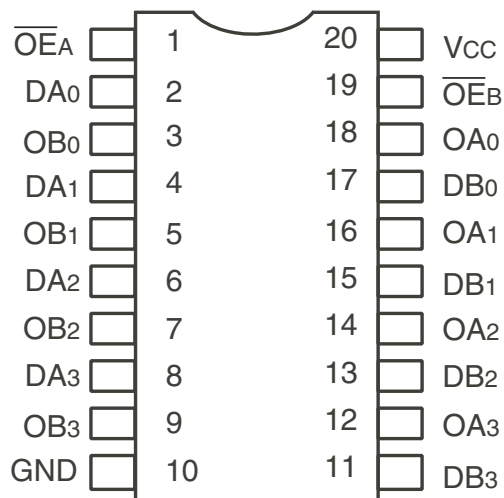 OEA 1 20 VCC
DA0 2 19 OEB
OB0 3 18 OA0
DA1 4 17 DB0
OB1 5 16 OA1
DA2 6 15 DB1
OB2 7 14 OA2
DA3 8 13 DB2
OB3 9 12 OA3
GND 10 11 DB3